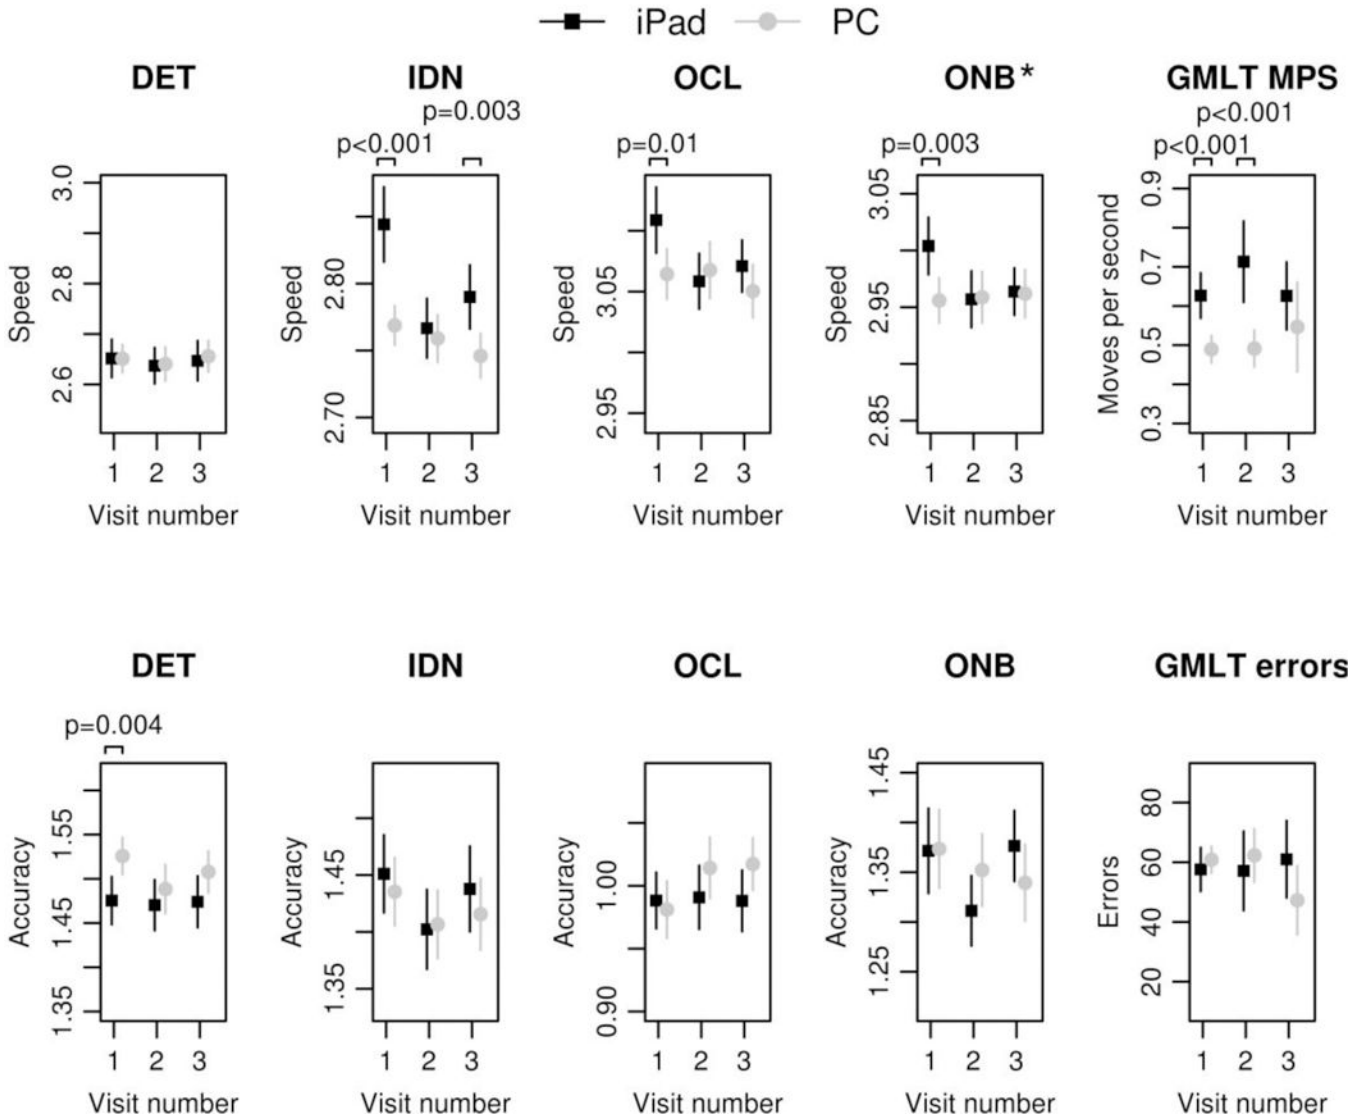 iPad PC
DET IDN OCL ONB* GMLT MPS
p=0.003 p<0.001
p<0.001 p=0.01 p=0.003 p<0.001
Speed 2.6 2.8 3.0
Speed 2.70 2.80
Speed 2.95 3.05
Speed 2.85 2.95 3.05
Moves per second 0.3 0.5 0.7 0.9
1 2 3 1 2 3 1 2 3 1 2 3 1 2 3
Visit number Visit number Visit number Visit number Visit number
DET IDN OCL ONB GMLT errors
p=0.004
Accuracy 1.35 1.45 1.55
Accuracy 1.35 1.45
Accuracy 0.90 1.00
Accuracy 1.25 1.35 1.45
Errors 20 40 60 80
1 2 3 1 2 3 1 2 3 1 2 3 1 2 3
Visit number Visit number Visit number Visit number Visit number